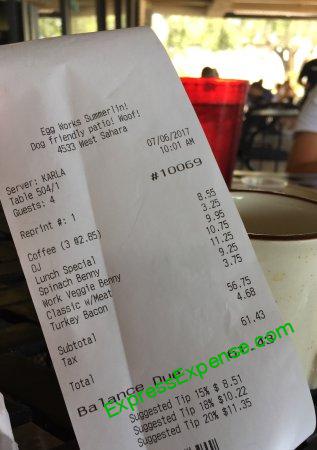 Egg Works Summerlin!
Dog friendly patio! Woof!
4533 West Sahara
Server: KARLA
07/06/2017
Table 504/1
10:01 AM
Guests: 4
#10069
Reprint #: 1
Coffee (3 @2.85) 8.55
OJ 3.25
Lunch Special 9.95
Spinach Benny 10.75
Work Veggie Benny 11.25
Classic w/Meat 9.25
Turkey Bacon 3.75
Subtotal 56.75
Tax 4.68
Total 61.43
Balance Due 61.43
Suggested Tip 15% $ 8.51
Suggested Tip 18% $10.22
Suggested Tip 20% $11.35
ExpressExpense.com